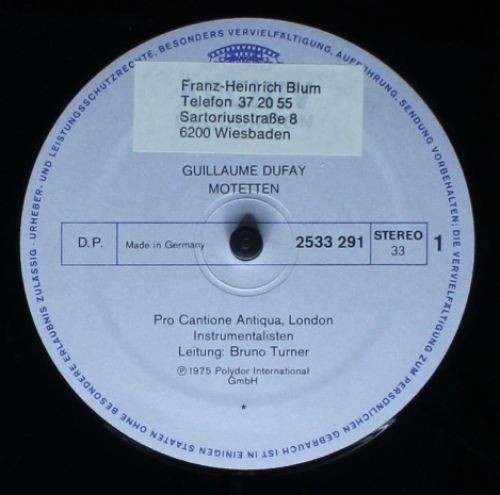 URHEBER- UND LEISTUNGSSCHUTZRECHTE, BESONDERS VERVIELFÄLTIGUNG, AUFFÜHRUNG, SENDUNG VORBEHALTEN; DIE VERVIELFÄLTIGUNG ZUM PERSÖNLICHEN GEBRAUCH IST IN EINIGEN STAATEN OHNE BESONDERE ERLAUBNIS ZULÄSSIG -
Franz-Heinrich Blum
Telefon 37 20 55
Sartoriusstraße 8
6200 Wiesbaden
GUILLAUME DUFAY
MOTETTEN
D.P. Made in Germany 2533 291 STEREO 1
33
Pro Cantione Antiqua, London
Instrumentalisten
Leitung: Bruno Turner
Ⓟ 1975 Polydor International
GmbH
*